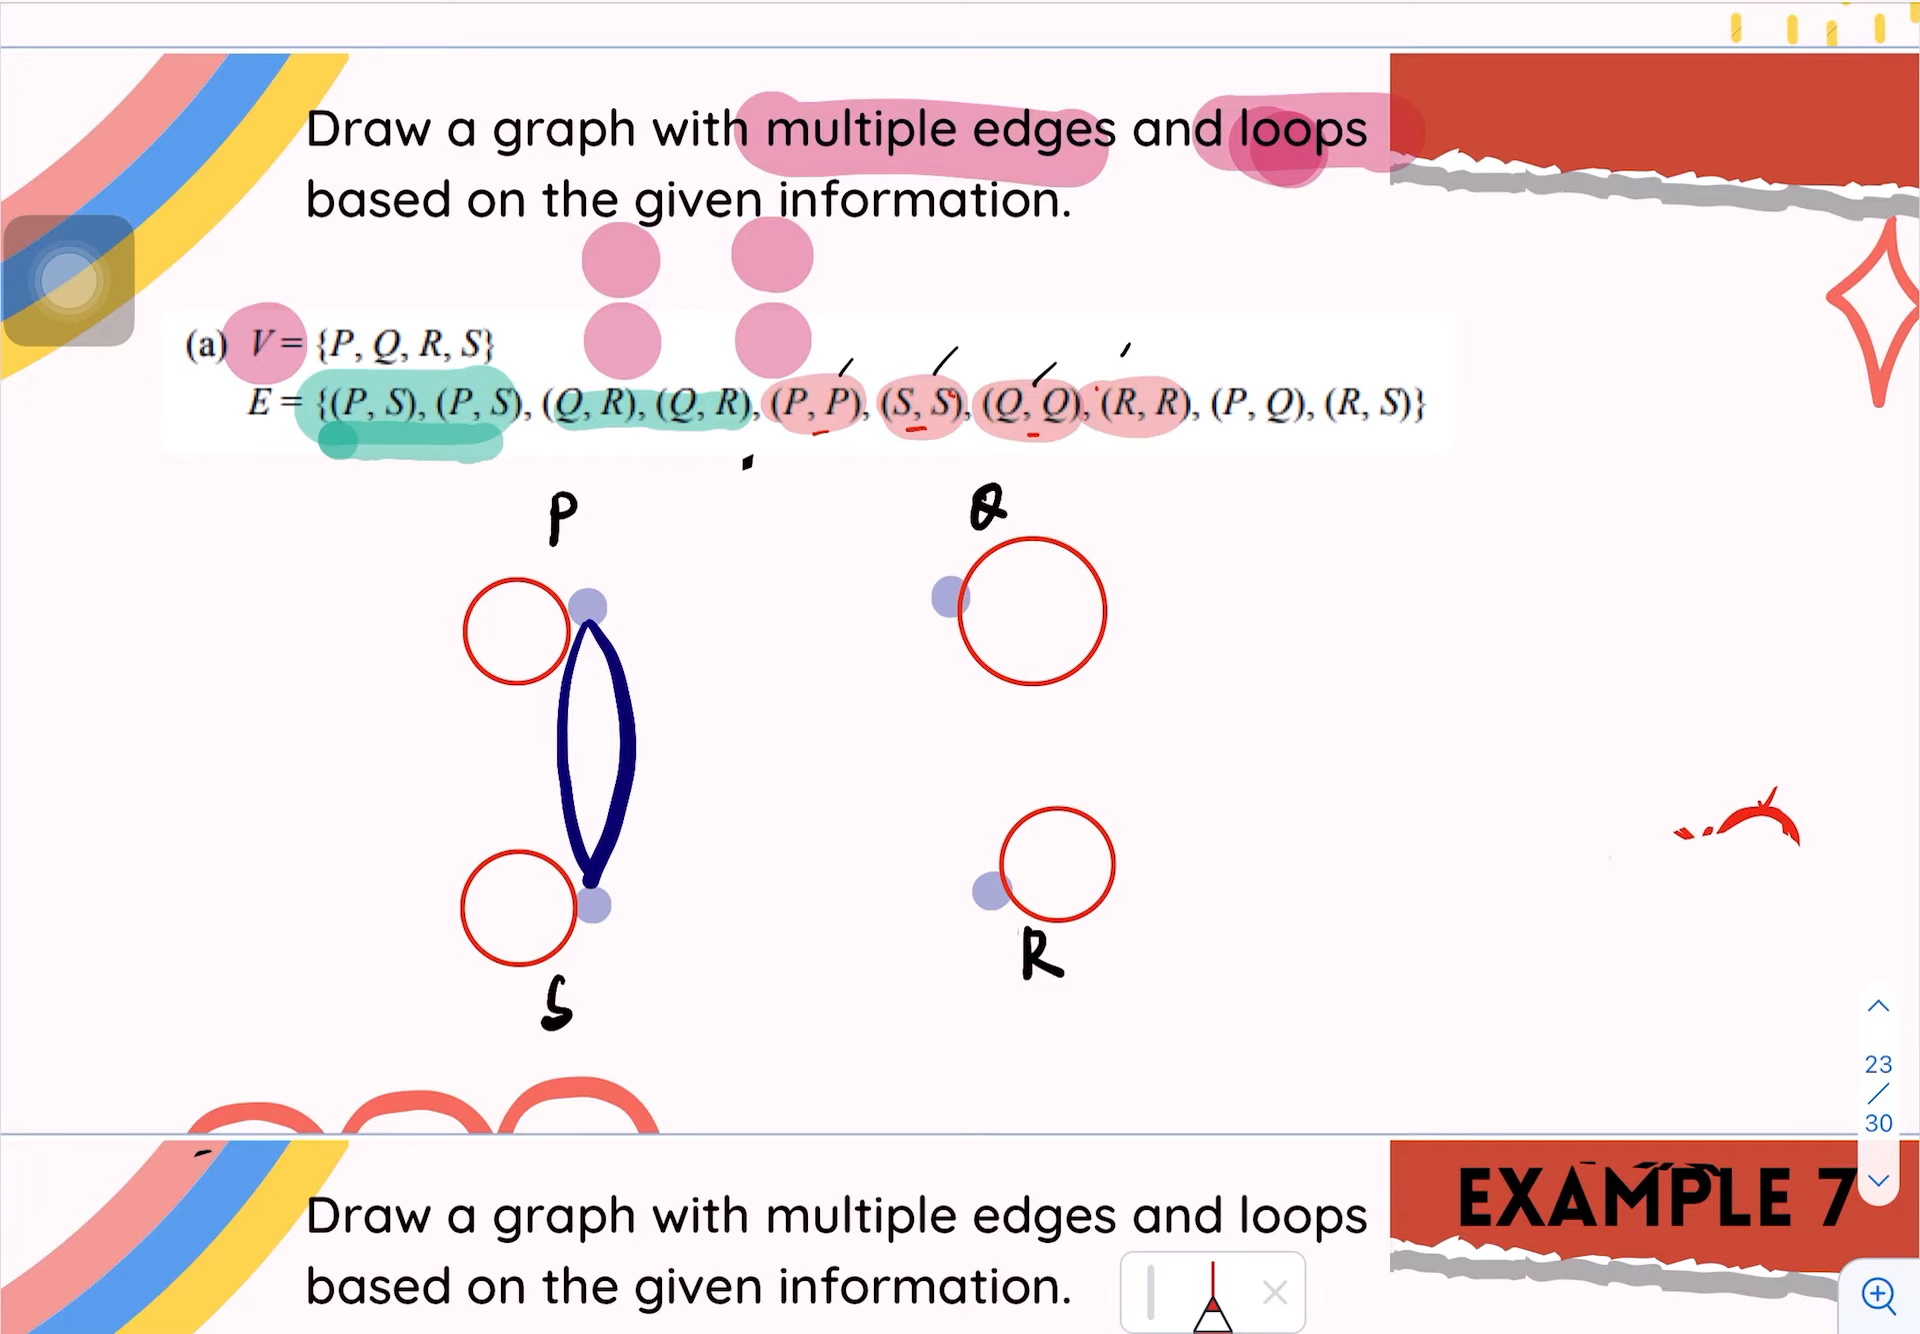 Draw a graph with multiple edges and loops
based on the given information.
(a) V = {P, Q, R, S}
E = {(P, S), (P, S), (Q, R), (Q, R), (P, P), (S, S), (Q, Q), (R, R), (P, Q), (R, S)}
P
Q
S
R
23
/
30
EXAMPLE 7
Draw a graph with multiple edges and loops
based on the given information.